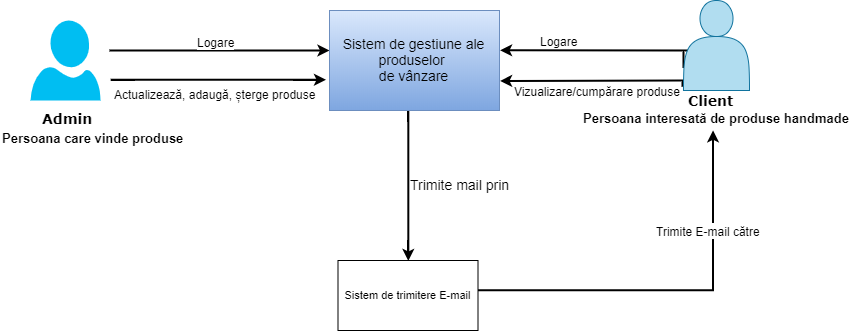 Logare
Sistem de gestiune ale
produselor
de vânzare
Logare
Actualizează, adaugă, șterge produse
Vizualizare/cumpărare produse
Admin
Persoana care vinde produse
Client
Persoana interesată de produse handmade
Trimite mail prin
Trimite E-mail către
Sistem de trimitere E-mail